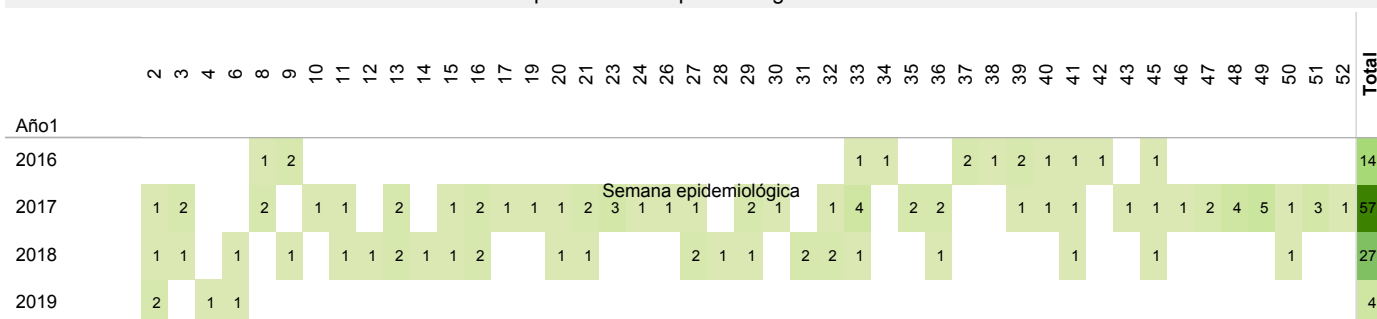 2 3 4 6 8 9 10 11 12 13 14 15 16 17 19 20 21 23 24 26 27 28 29 30 31 32 33 34 35 36 37 38 39 40 41 42 43 45 46 47 48 49 50 51 52 Total
Año1
2016 1 2 1 1 2 1 2 1 1 1 1 14
Semana epidemiológica
2017 1 2 2 1 1 2 1 2 1 1 1 2 3 1 1 1 2 1 1 4 2 2 1 1 1 1 1 1 2 4 5 1 3 1 57
2018 1 1 1 1 1 1 2 1 1 2 1 1 2 1 1 2 2 1 1 1 1 1 27
2019 2 1 1 4